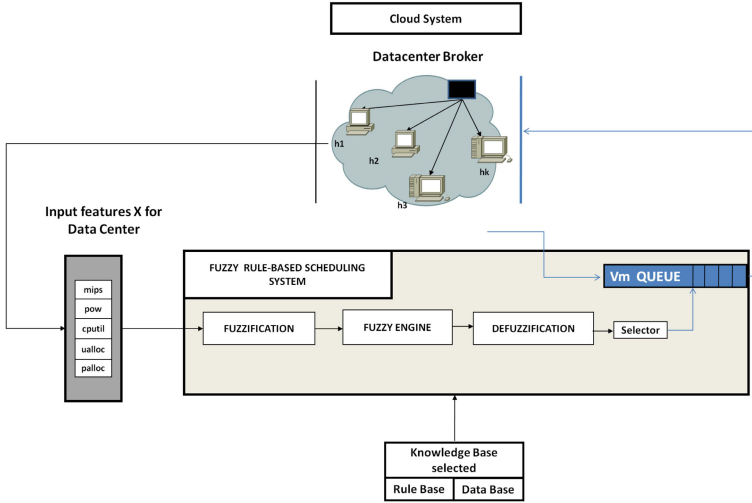 Cloud System
Datacenter Broker
h1
h2
h3
hk
Input features X for
Data Center
mips
pow
cputil
ualloc
palloc
FUZZY RULE-BASED SCHEDULING
SYSTEM
Vm QUEUE
FUZZIFICATION
FUZZY ENGINE
DEFUZZIFICATION
Selector
Knowledge Base
selected
Rule Base
Data Base